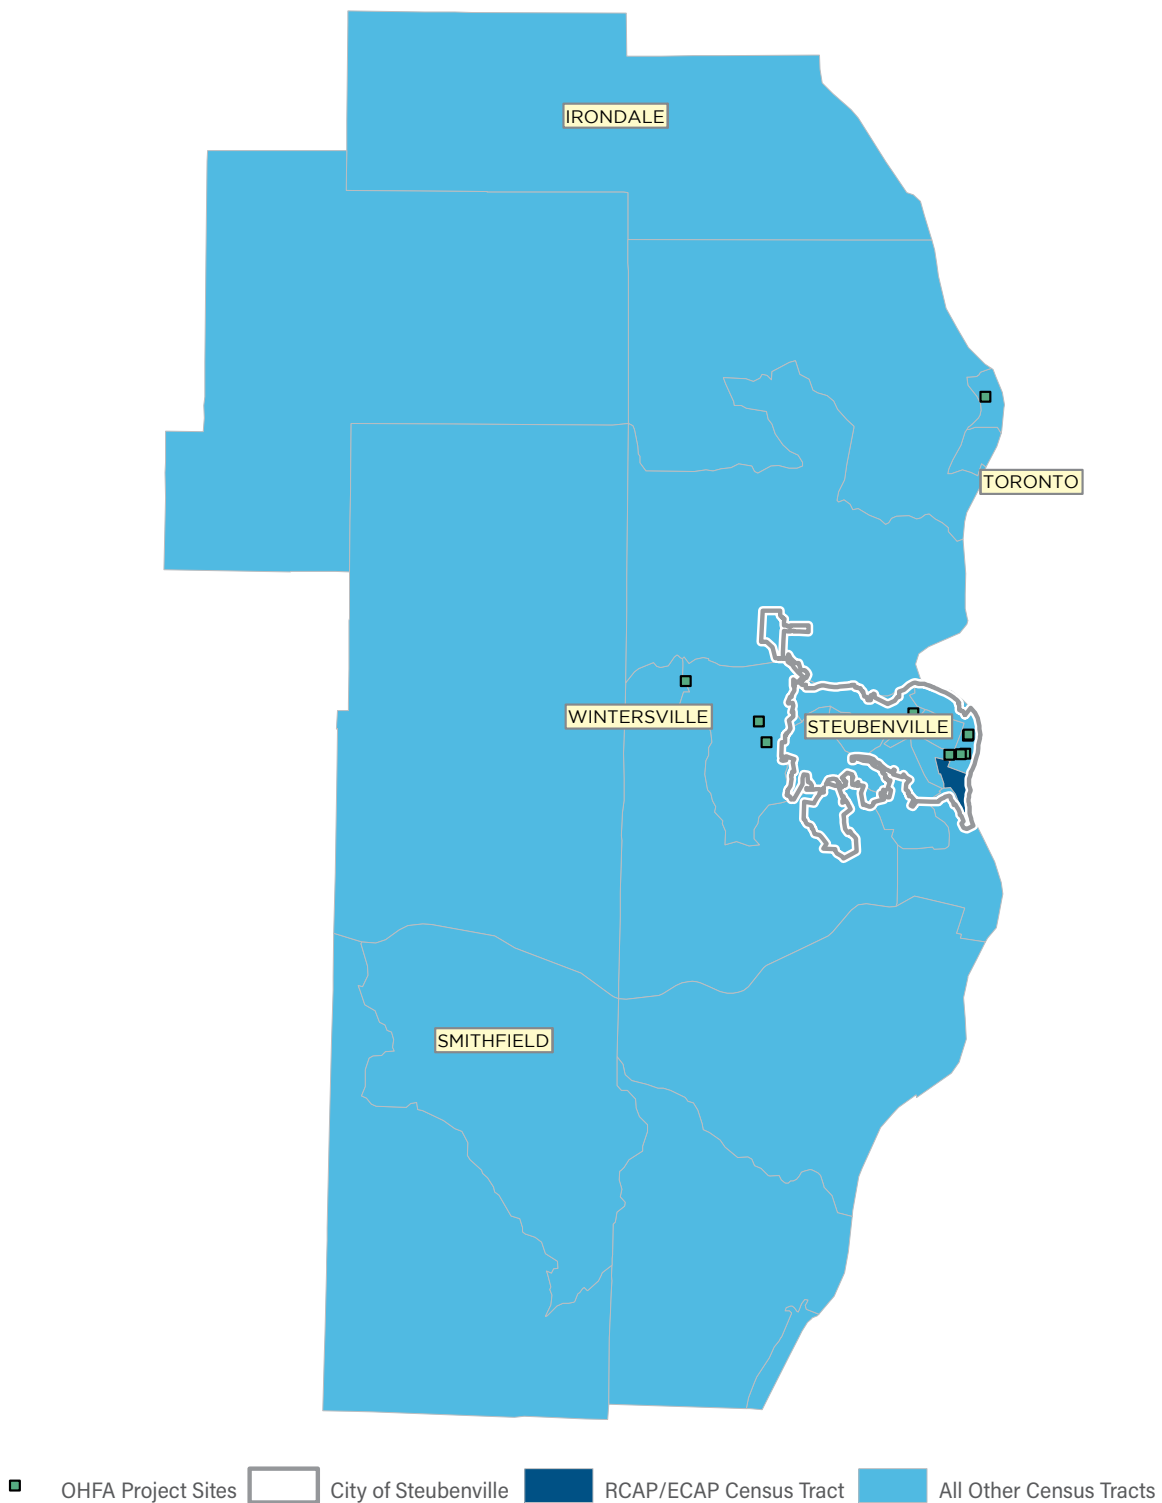 IRONDALE
TORONTO
WINTERSVILLE
STEUBENVILLE
SMITHFIELD
OHFA Project Sites
City of Steubenville
RCAP/ECAP Census Tract
All Other Census Tracts